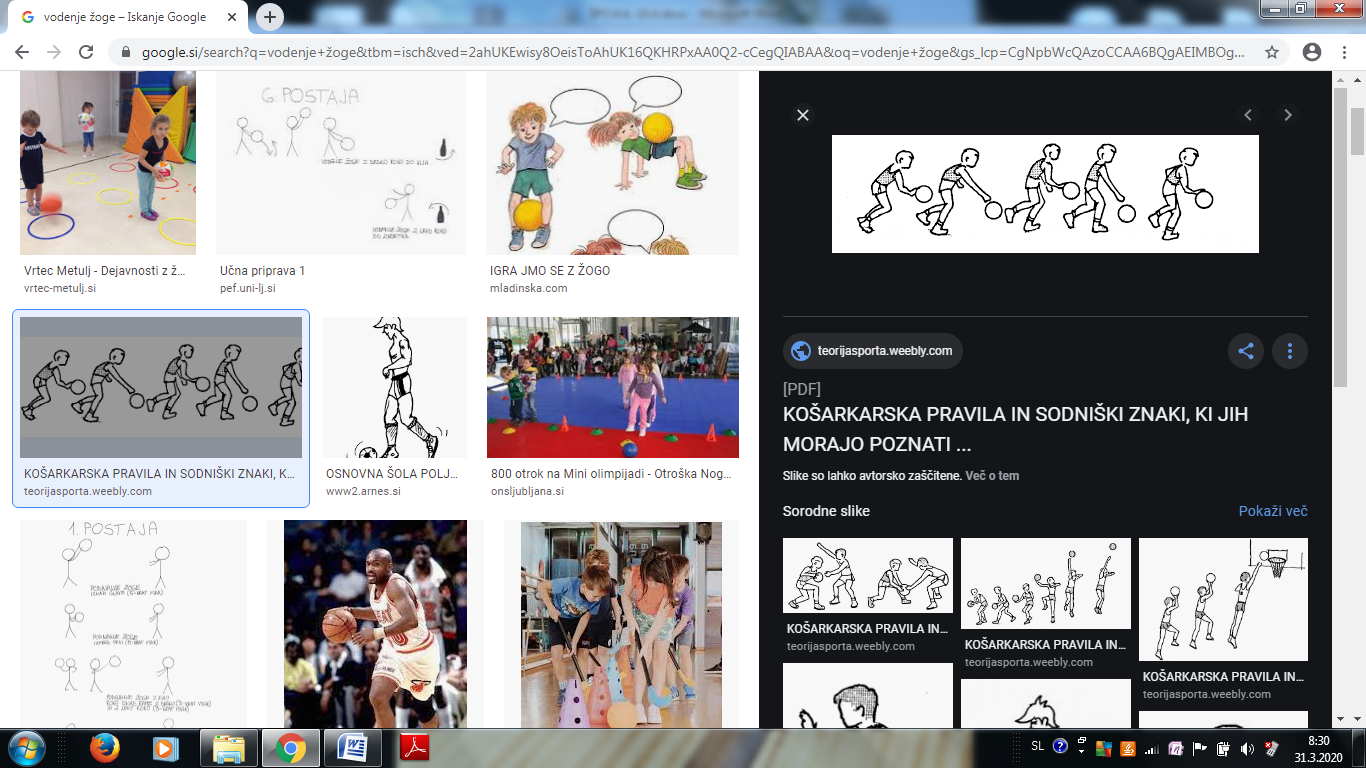 vodenje žoge – Iskanje Google
google.si/search?q=vodenje+žoge&tbm=isch&ved=2ahUKEwisy8OeisToAhUK16QKHRPxAA0Q2-cCegQIABAA&oq=vodenje+žoge&gs_lcp=CgNpbWcQAzoCCAA6BQgAEIMBOg...
6. POSTAJA
Vrtec Metulj - Dejavnosti z ž...
vrtec-metulj.si
Učna priprava 1
pef.uni-lj.si
IGRA JMO SE Z ŽOGO
mladinska.com
KOŠARKARSKA PRAVILA IN SODNIŠKI ZNAKI, K...
teorijasporta.weebly.com
OSNOVNA ŠOLA POLJ...
www2.arnes.si
800 otrok na Mini olimpijadi - Otroška Nog...
onsljubljana.si
1. POSTAJA
PODAJANJE ŽOGE
PODAJANJE ŽOGE
teorijasporta.weebly.com
[PDF]
KOŠARKARSKA PRAVILA IN SODNIŠKI ZNAKI, KI JIH
MORAJO POZNATI ...
Slike so lahko avtorsko zaščitene. Več o tem
Sorodne slike
Pokaži več
KOŠARKARSKA PRAVILA IN...
teorijasporta.weebly.com
KOŠARKARSKA PRAVILA IN...
teorijasporta.weebly.com
KOŠARKARSKA PRAVILA IN...
teorijasporta.weebly.com
SL
8:30
31.3.2020